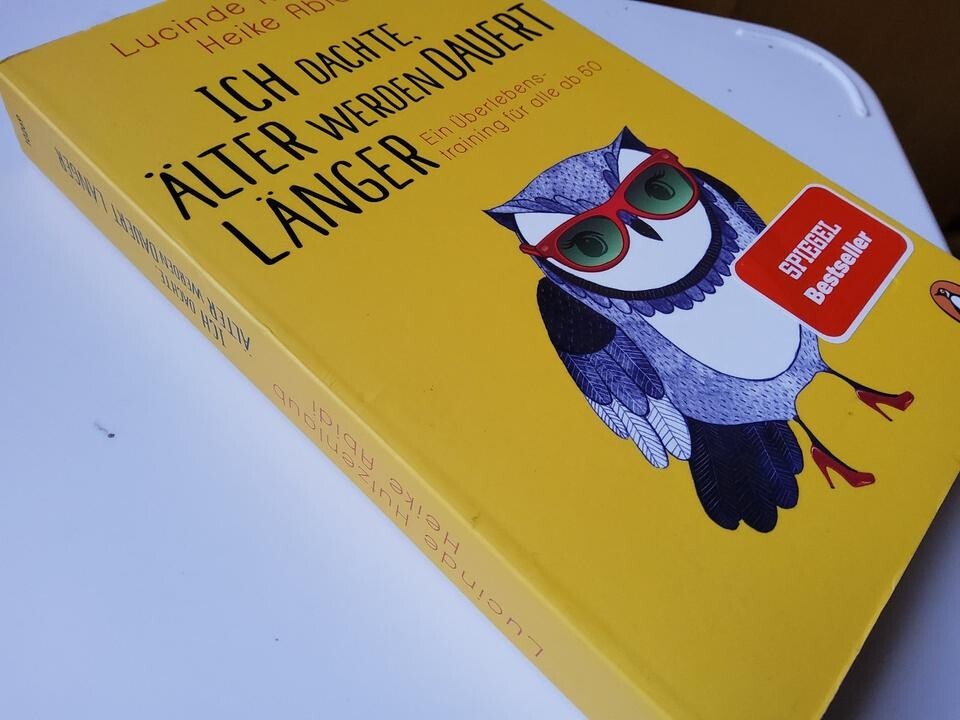 Lucinde
Heike
ICH DACHTE,
ÄLTER WERDEN DAUERT
LÄNGER
Ein Überlebens-
training für alle ab 50
SPIEGEL
Bestseller
ICH DACHTE,
ÄLTER WERDEN DAUERT LÄNGER
Lucinde Hutzenlaub
Heike Abidi